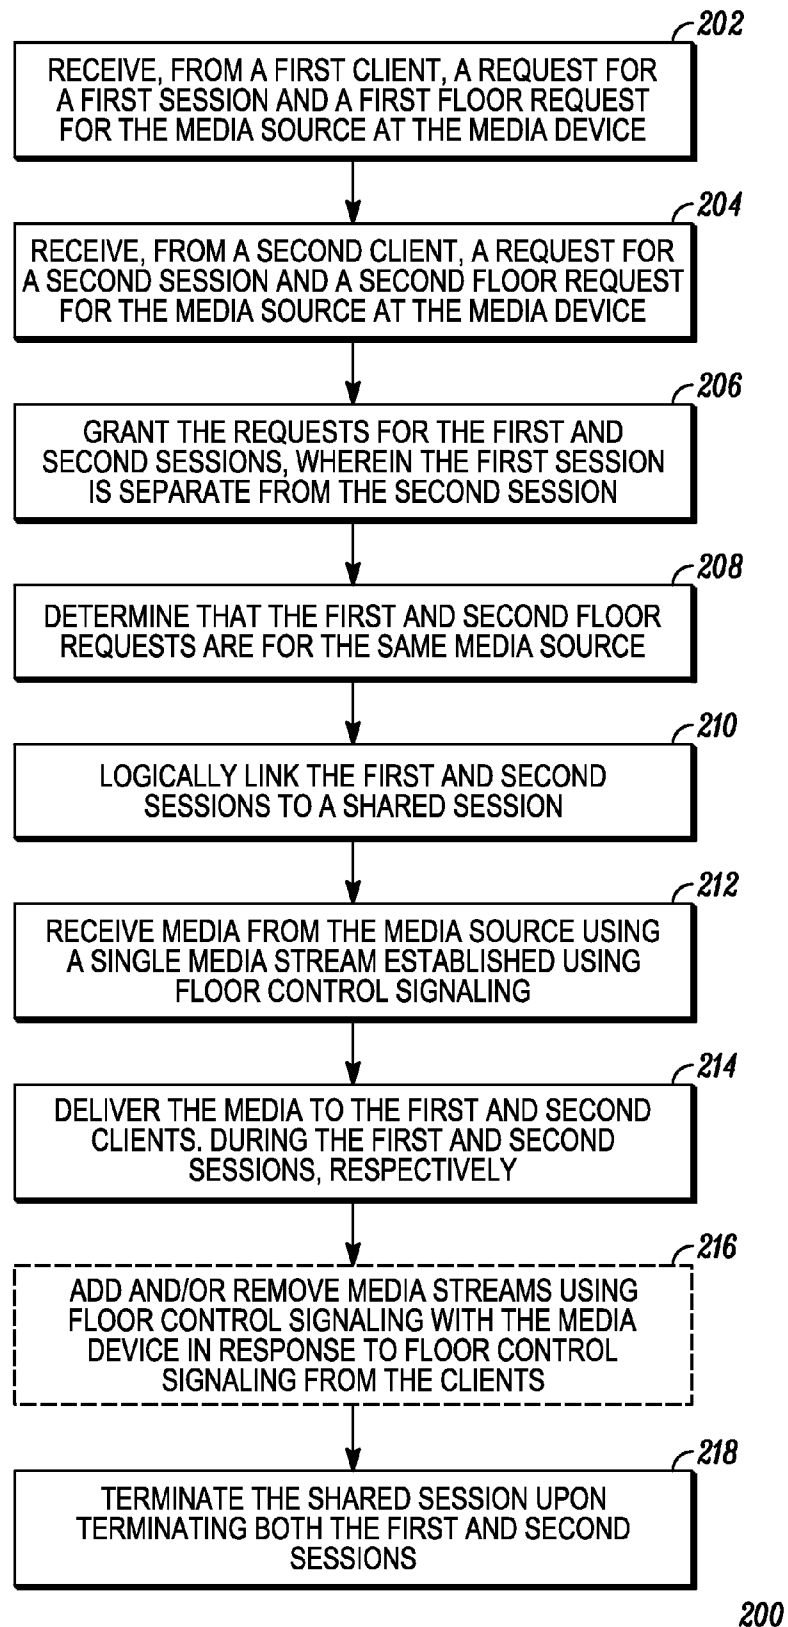 202
RECEIVE, FROM A FIRST CLIENT, A REQUEST FOR
A FIRST SESSION AND A FIRST FLOOR REQUEST
FOR THE MEDIA SOURCE AT THE MEDIA DEVICE
204
RECEIVE, FROM A SECOND CLIENT, A REQUEST FOR
A SECOND SESSION AND A SECOND FLOOR REQUEST
FOR THE MEDIA SOURCE AT THE MEDIA DEVICE
206
GRANT THE REQUESTS FOR THE FIRST AND
SECOND SESSIONS, WHEREIN THE FIRST SESSION
IS SEPARATE FROM THE SECOND SESSION
208
DETERMINE THAT THE FIRST AND SECOND FLOOR
REQUESTS ARE FOR THE SAME MEDIA SOURCE
210
LOGICALLY LINK THE FIRST AND SECOND
SESSIONS TO A SHARED SESSION
212
RECEIVE MEDIA FROM THE MEDIA SOURCE USING
A SINGLE MEDIA STREAM ESTABLISHED USING
FLOOR CONTROL SIGNALING
214
DELIVER THE MEDIA TO THE FIRST AND SECOND
CLIENTS. DURING THE FIRST AND SECOND
SESSIONS, RESPECTIVELY
216
ADD AND/OR REMOVE MEDIA STREAMS USING
FLOOR CONTROL SIGNALING WITH THE MEDIA
DEVICE IN RESPONSE TO FLOOR CONTROL
SIGNALING FROM THE CLIENTS
218
TERMINATE THE SHARED SESSION UPON
TERMINATING BOTH THE FIRST AND SECOND
SESSIONS
200